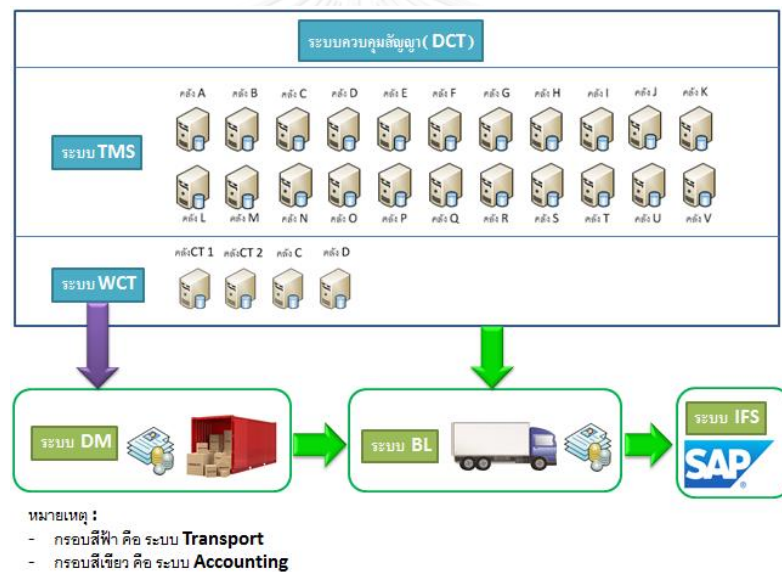 ระบบควบคุมสัญญา( DCT)
คลัง A คลัง B คลัง C คลัง D คลัง E คลัง F คลัง G คลัง H คลัง I คลัง J คลัง K
ระบบ TMS
คลัง L คลัง M คลัง N คลัง O คลัง P คลัง Q คลัง R คลัง S คลัง T คลัง U คลัง V
คลังCT 1 คลังCT 2 คลัง C คลัง D
ระบบ WCT
ระบบ DM
ระบบ BL
ระบบ IFS
SAP®
หมายเหตุ :
- กรอบสีฟ้า คือ ระบบ Transport
- กรอบสีเขียว คือ ระบบ Accounting